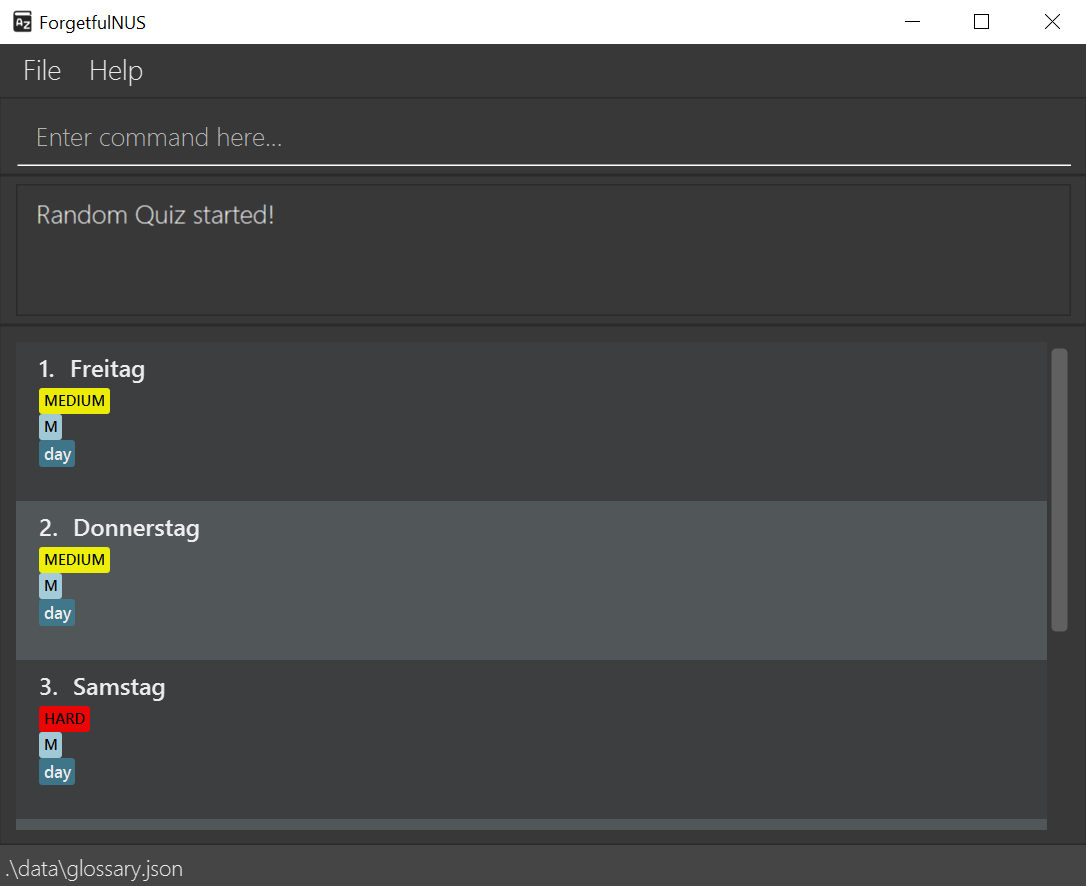 ForgetfulNUS
File Help
Enter command here...
Random Quiz started!
1. Freitag
MEDIUM
M
day
2. Donnerstag
MEDIUM
M
day
3. Samstag
HARD
M
day
.\data\glossary.json